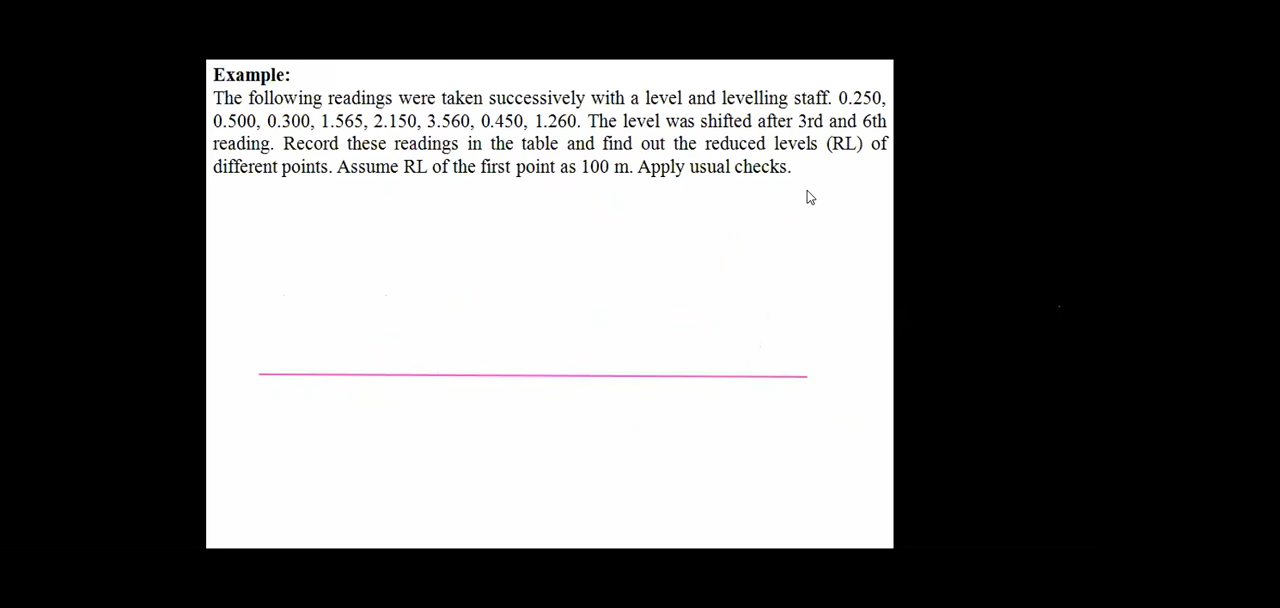 Example:
The following readings were taken successively with a level and levelling staff. 0.250,
0.500, 0.300, 1.565, 2.150, 3.560, 0.450, 1.260. The level was shifted after 3rd and 6th
reading. Record these readings in the table and find out the reduced levels (RL) of
different points. Assume RL of the first point as 100 m. Apply usual checks.